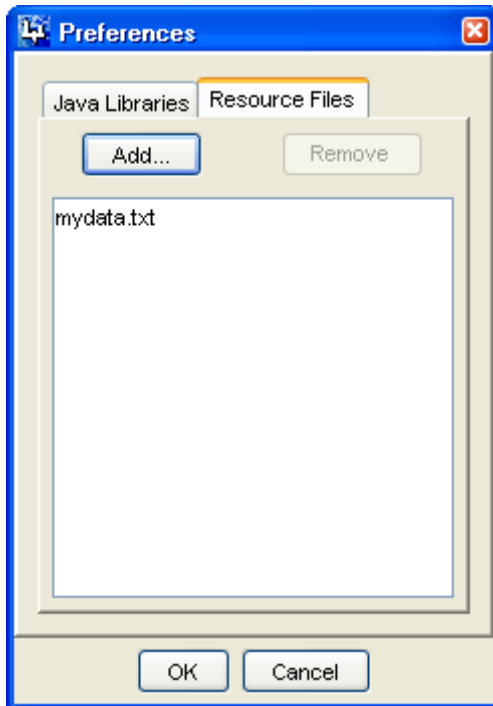 Preferences
Java Libraries
Resource Files
Add...
Remove
mydata.txt
OK
Cancel